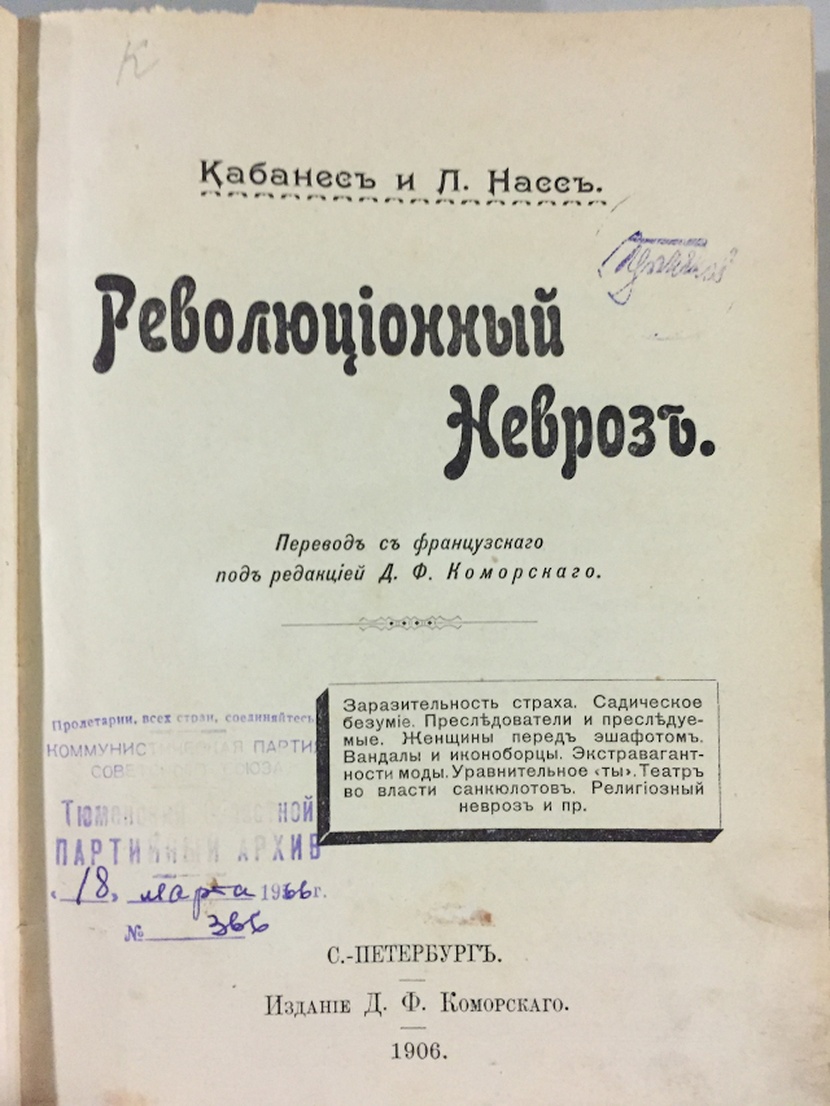 К
Кабанесъ и Л. Нассъ.
Революціонный
Неврозъ.
Переводъ съ французскаго
подъ редакціей Д. Ф. Коморскаго.
Заразительность страха. Садическое
безуміе. Преслѣдователи и преслѣдуе-
мые. Женщины передъ эшафотомъ.
Вандалы и иконоборцы. Экстравагант-
ности моды. Уравнительное «ты». Театръ
во власти санкюлотовъ. Религіозный
неврозъ и пр.
Пролетарии, всех стран, соединяйтесь
КОММУНИСТИЧЕСКАЯ ПАРТИЯ
СОВЕТСКОГО СОЮЗА
Тюменский областной
ПАРТИЙНЫЙ АРХИВ
«18» марта 1966 г.
№ 366
С.-ПЕТЕРБУРГЪ.
Изданіе Д. Ф. Коморскаго.
1906.